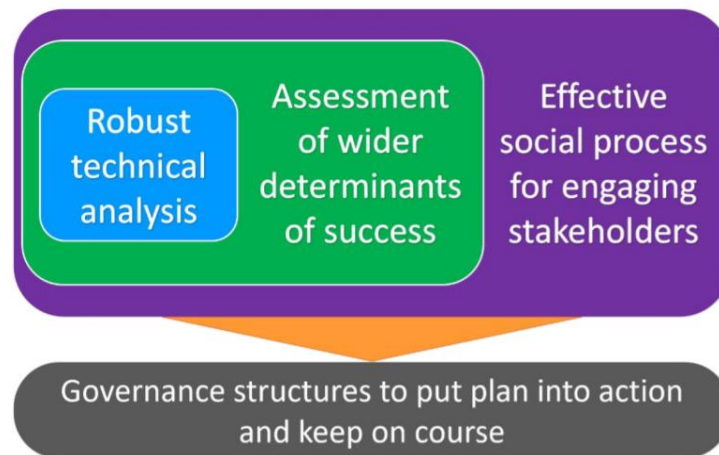 Robust
technical
analysis
Assessment
of wider
determinants
of success
Effective
social process
for engaging
stakeholders
Governance structures to put plan into action
and keep on course